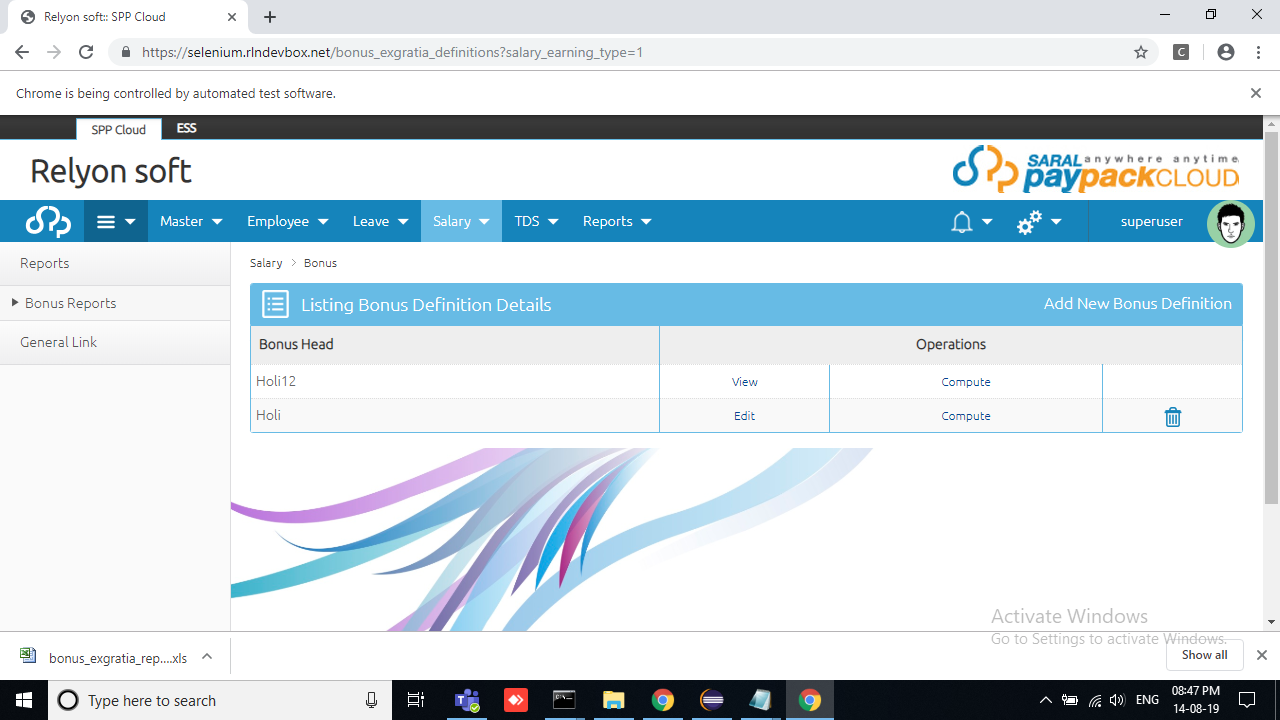 Relyon soft:: SPP Cloud
https://selenium.rlndevbox.net/bonus_exgratia_definitions?salary_earning_type=1
C
Chrome is being controlled by automated test software.
SPP Cloud ESS
Relyon soft
SARAL anywhere anytime
paypackCLOUD
Master Employee Leave Salary TDS Reports superuser
Reports
Bonus Reports
General Link
Salary > Bonus
Listing Bonus Definition Details Add New Bonus Definition
Bonus Head Operations
Holi12 View Compute
Holi Edit Compute
Activate Windows
Go to Settings to activate Windows.
bonus_exgratia_rep....xls
Show all
Type here to search
ENG
08:47 PM
14-08-19